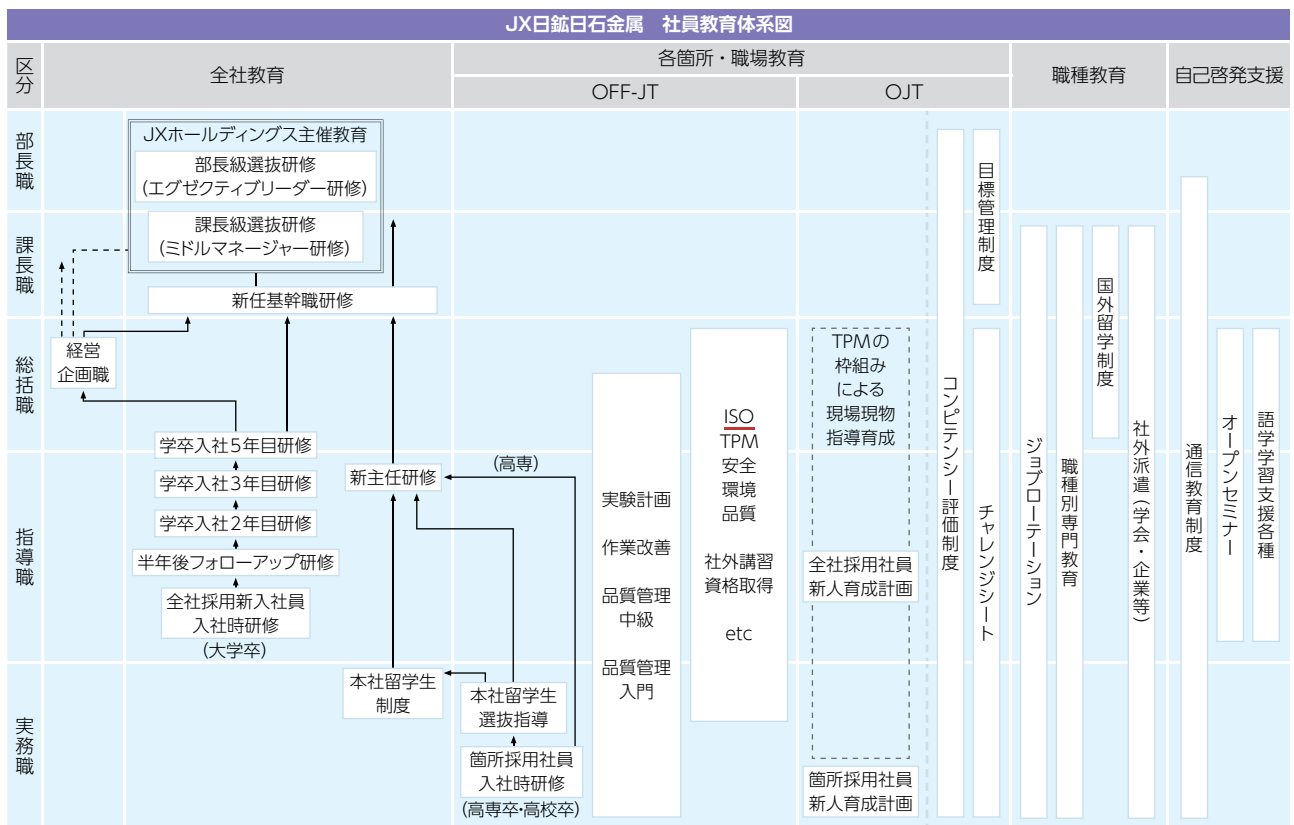 JX日鉱日石金属　社員教育体系図
区分
全社教育
各箇所・職場教育
OFF-JT
OJT
職種教育
自己啓発支援
部長職
課長職
総括職
指導職
実務職
JXホールディングス主催教育
部長級選抜研修
(エグゼクティブリーダー研修)
課長級選抜研修
(ミドルマネージャー研修)
新任基幹職研修
経営
企画職
学卒入社5年目研修
学卒入社3年目研修
学卒入社2年目研修
半年後フォローアップ研修
全社採用新入社員
入社時研修
(大学卒)
新主任研修
(高専)
本社留学生
制度
本社留学生
選抜指導
箇所採用社員
入社時研修
(高専卒・高校卒)
実験計画
作業改善
品質管理
中級
品質管理
入門
ISO
TPM
安全
環境
品質
社外講習
資格取得
etc
TPMの
枠組み
による
現場現物
指導育成
全社採用社員
新人育成計画
箇所採用社員
新人育成計画
コンピテンシー評価制度
目標管理制度
チャレンジシート
ジョブローテーション
職種別専門教育
国外留学制度
社外派遣(学会・企業等)
通信教育制度
オープンセミナー
語学学習支援各種